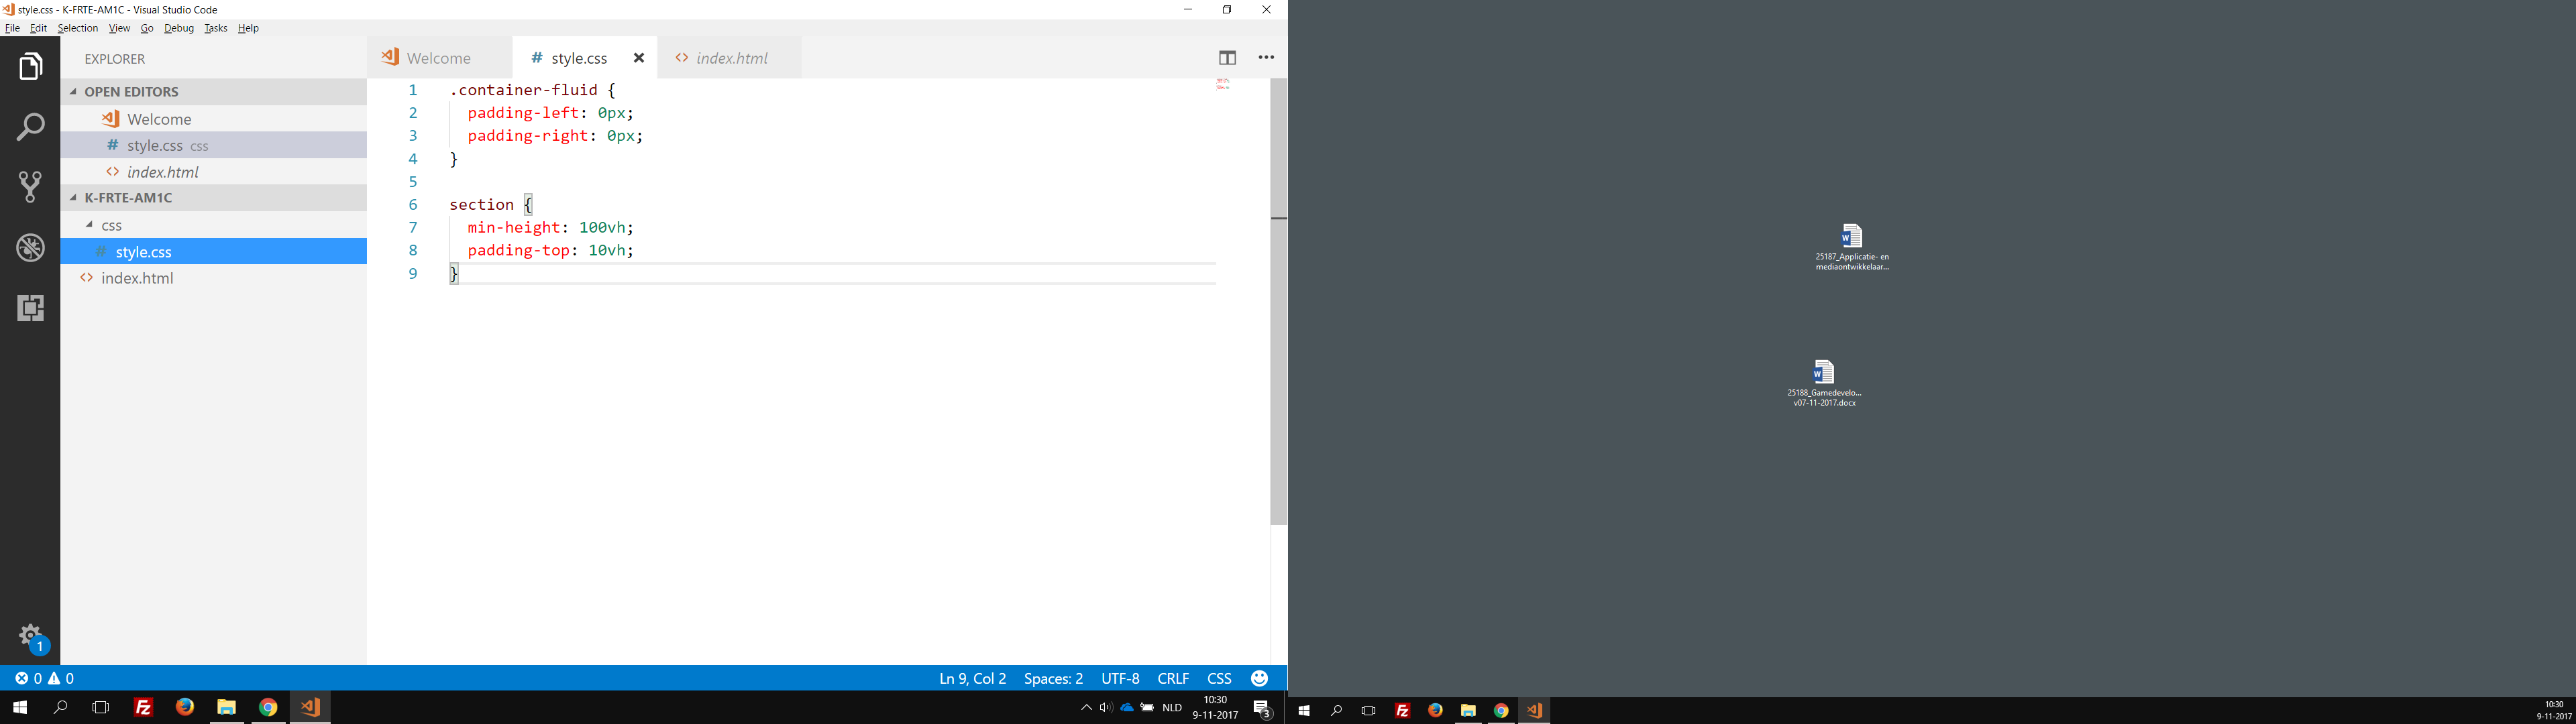 style.css - K-FRTE-AM1C - Visual Studio Code
File Edit Selection View Go Debug Tasks Help
EXPLORER
OPEN EDITORS
Welcome
style.css css
index.html
K-FRTE-AM1C
css
style.css
index.html
1
Welcome
# style.css
<> index.html
1 .container-fluid {
2 padding-left: 0px;
3 padding-right: 0px;
4 }
5
6 section {
7 min-height: 100vh;
8 padding-top: 10vh;
9 }
0 0
Ln 9, Col 2 Spaces: 2 UTF-8 CRLF CSS
NLD
10:30
9-11-2017
3
25187_Applicatie- en
mediaontwikkelaar...
25188_Gamedevelo...
v07-11-2017.docx
10:30
9-11-2017